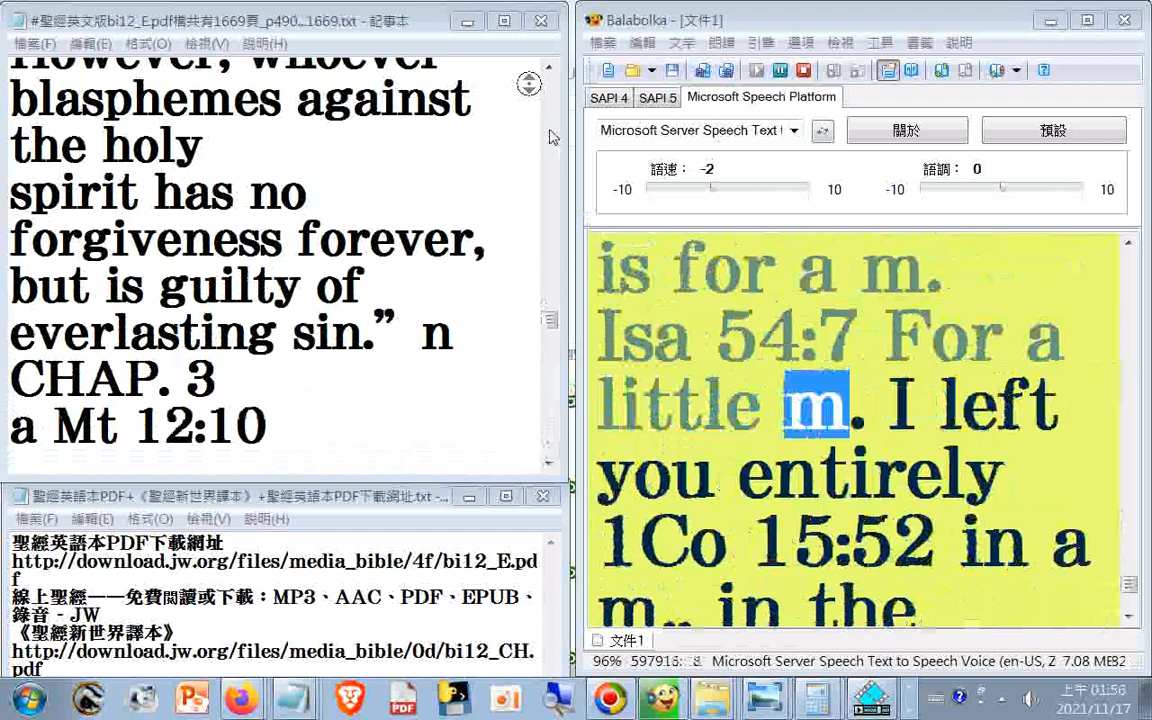 #聖經英文版bi12_E.pdf橫共有1669頁_p490...1669.txt - 記事本
檔案(F) 編輯(E) 格式(O) 檢視(V) 說明(H)
However, whoever
blasphemes against
the holy
spirit has no
forgiveness forever,
but is guilty of
everlasting sin.” n
CHAP. 3
a Mt 12:10
聖經英語本PDF+《聖經新世界譯本》+聖經英語本PDF下載網址.txt -...
檔案(F) 編輯(E) 格式(O) 檢視(V) 說明(H)
聖經英語本PDF下載網址
http://download.jw.org/files/media_bible/4f/bi12_E.pd
f
線上聖經——免費閱讀或下載：MP3、AAC、PDF、EPUB、
錄音 - JW
《聖經新世界譯本》
http://download.jw.org/files/media_bible/0d/bi12_CH.
pdf
Balabolka - [文件1]
檔案 編輯 文字 朗讀 引擎 選項 檢視 工具 書籤 說明
SAPI 4 SAPI 5 Microsoft Speech Platform
Microsoft Server Speech Text 關於 預設
語速： -2 語調： 0
-10 10 -10 10
is for a m.
Isa 54:7 For a
little m. I left
you entirely
1Co 15:52 in a
m., in the
文件1
96% Microsoft Server Speech Text to Speech Voice (en-US, Z 7.08 MB
PDF
上午 01:56
2021/11/17